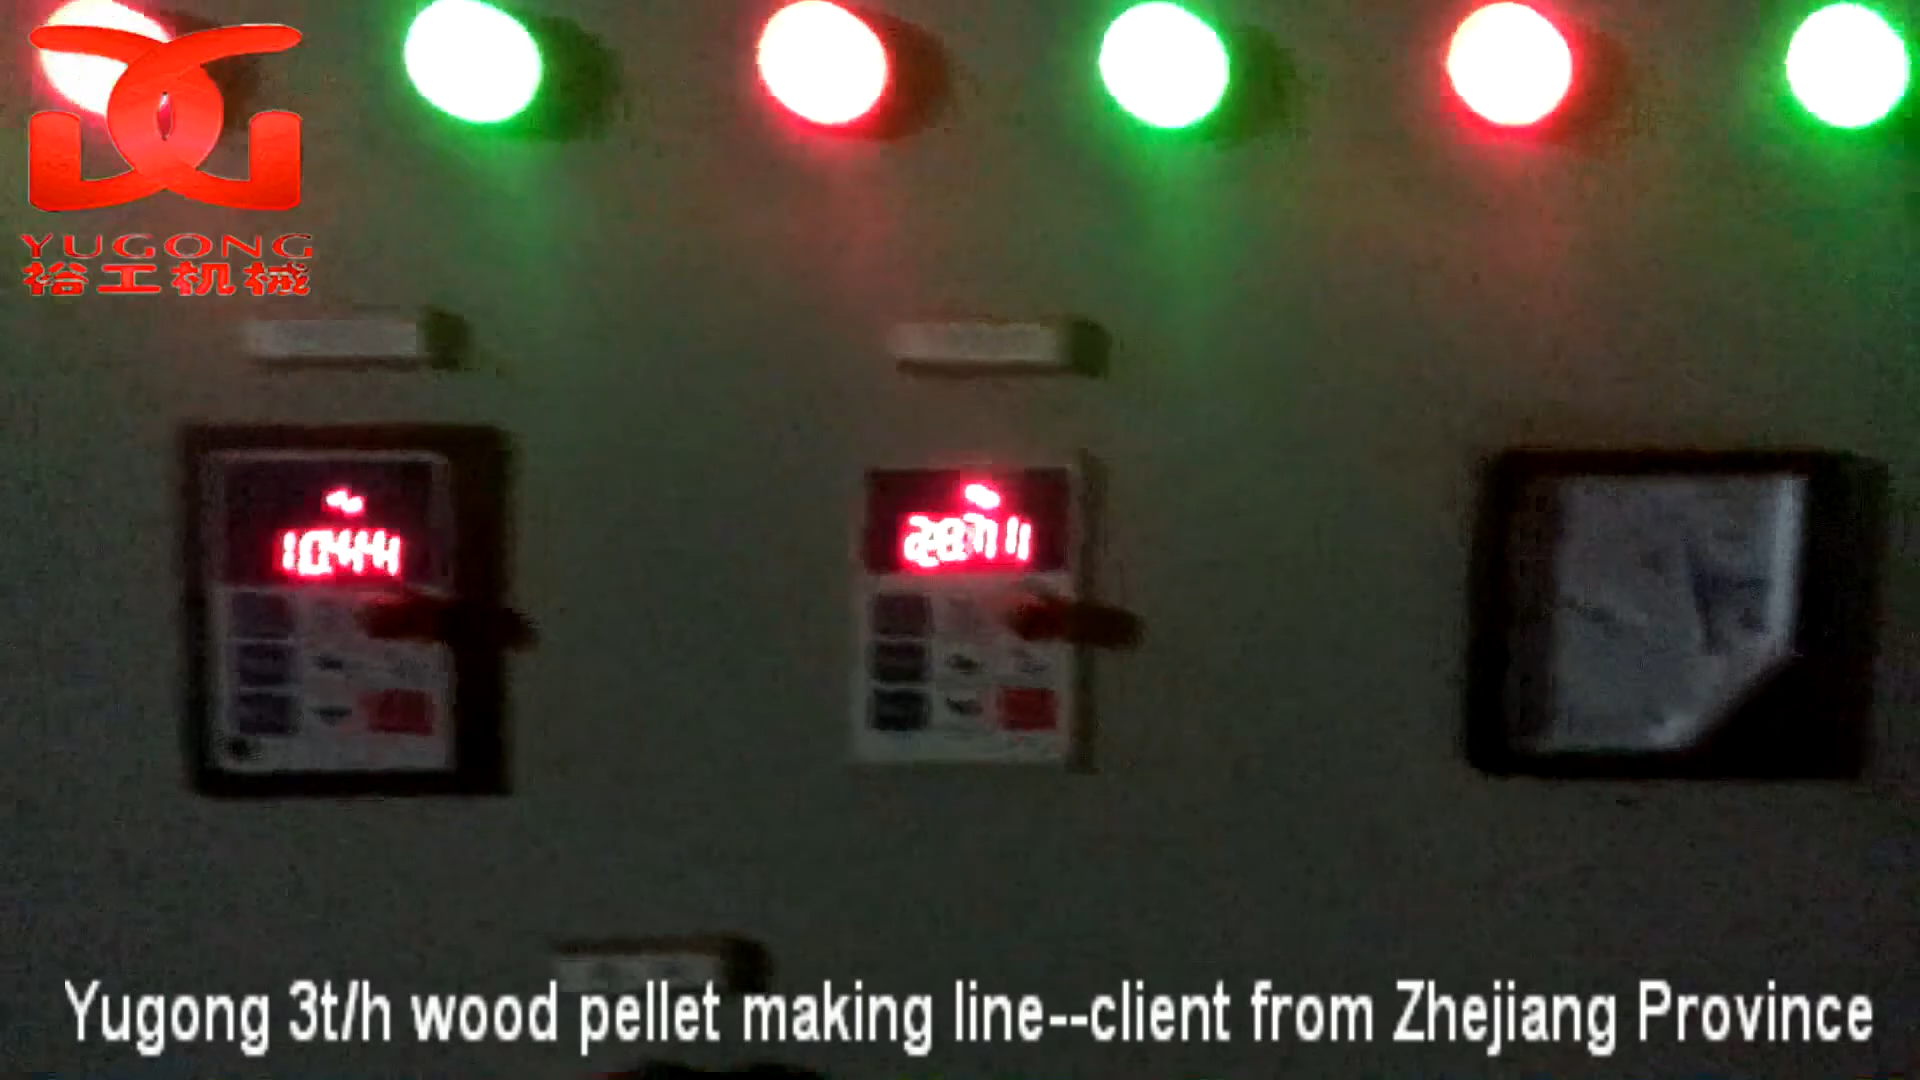 YUGONG
裕工机械
Yugong 3t/h wood pellet making line--client from Zhejiang Province